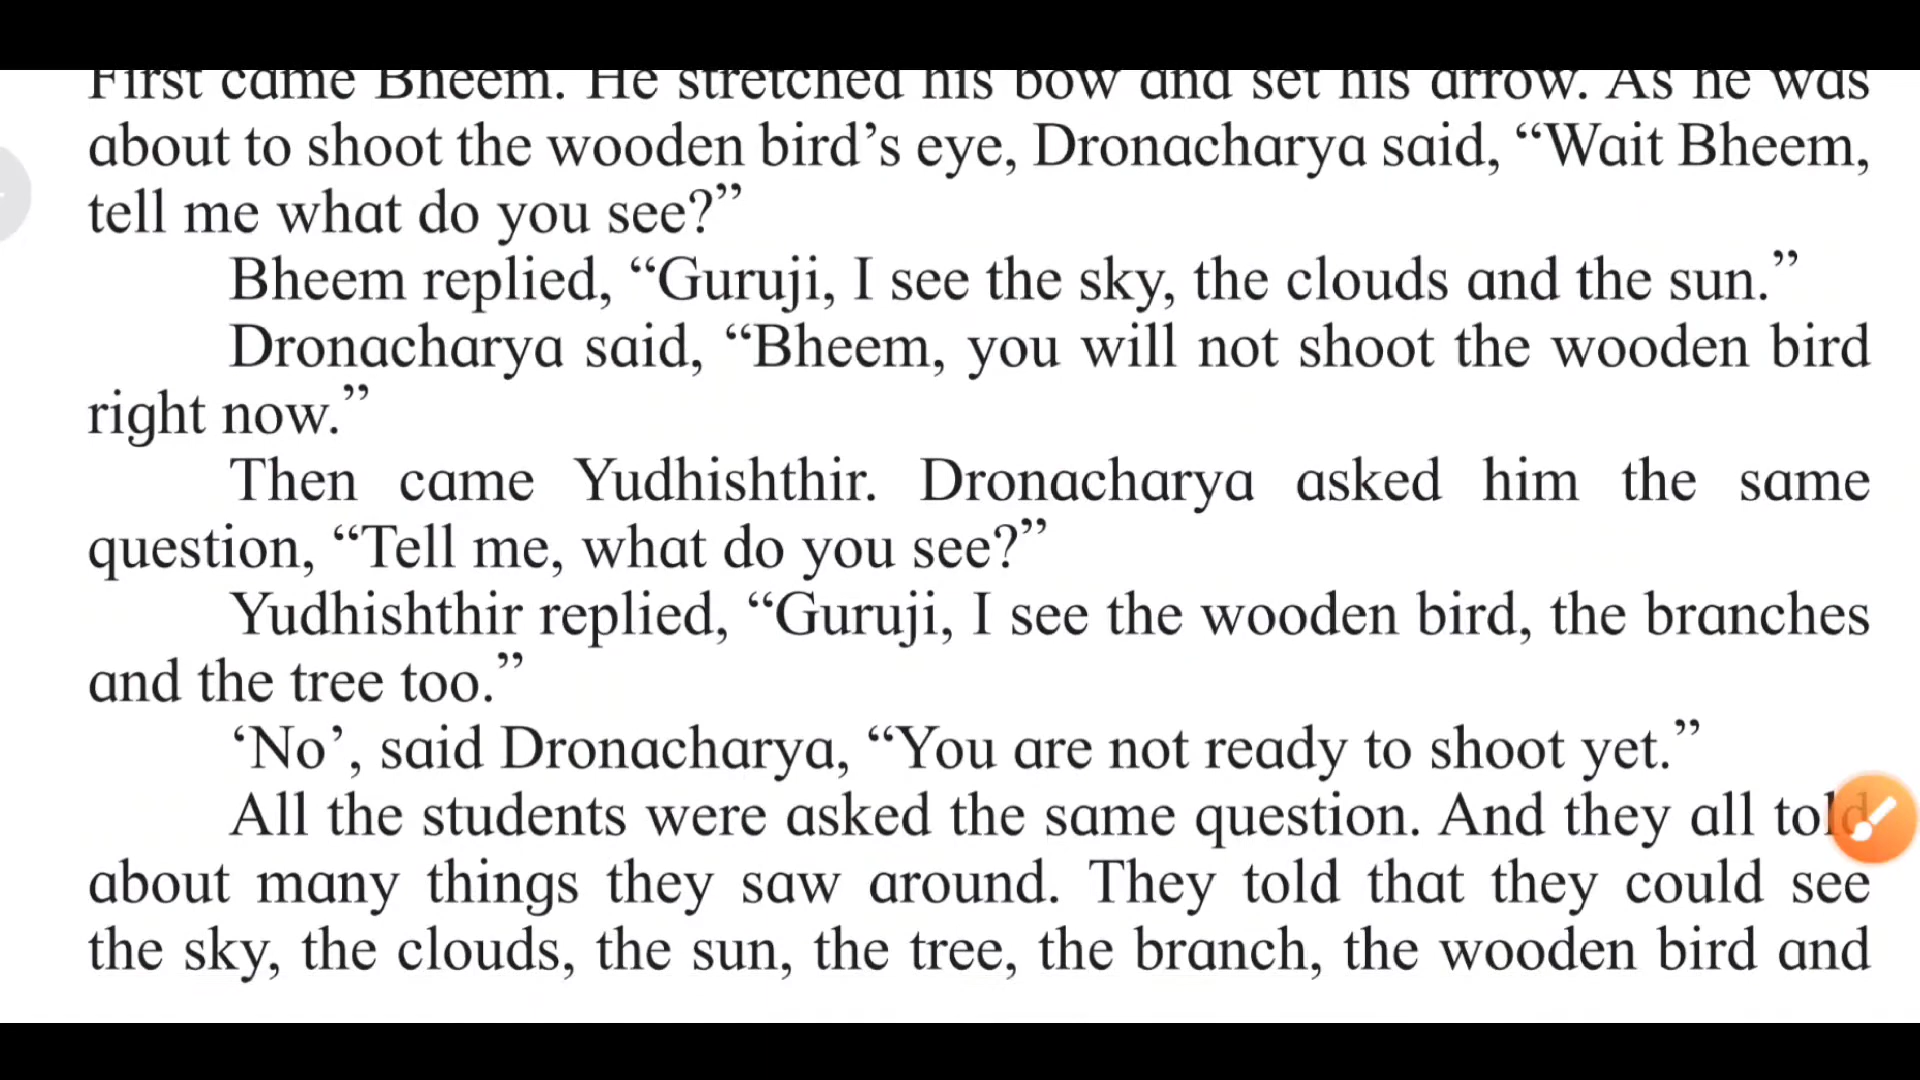 First came Bheem. He stretched his bow and set his arrow. As he was
about to shoot the wooden bird’s eye, Dronacharya said, “Wait Bheem,
tell me what do you see?”
Bheem replied, “Guruji, I see the sky, the clouds and the sun.”
Dronacharya said, “Bheem, you will not shoot the wooden bird
right now.”
Then came Yudhishthir. Dronacharya asked him the same
question, “Tell me, what do you see?”
Yudhishthir replied, “Guruji, I see the wooden bird, the branches
and the tree too.”
‘No’, said Dronacharya, “You are not ready to shoot yet.”
All the students were asked the same question. And they all told
about many things they saw around. They told that they could see
the sky, the clouds, the sun, the tree, the branch, the wooden bird and